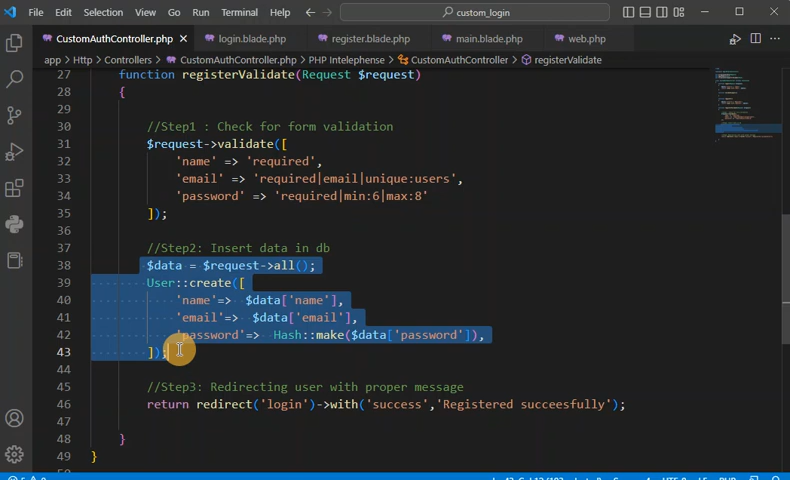 File Edit Selection View Go Run Terminal Help custom_login
CustomAuthController.php login.blade.php register.blade.php main.blade.php web.php
app > Http > Controllers > CustomAuthController.php > PHP Intelephense > CustomAuthController > registerValidate
27 function registerValidate(Request $request)
28 {
29
30 //Step1 : Check for form validation
31 $request->validate([
32 'name' => 'required',
33 'email' => 'required|email|unique:users',
34 'password' => 'required|min:6|max:8'
35 ]);
36
37 //Step2: Insert data in db
38 $data = $request->all();
39 User::create([
40 'name'=> $data['name'],
41 'email'=> $data['email'],
42 'password'=> Hash::make($data['password']),
43 ]);
44
45 //Step3: Redirecting user with proper message
46 return redirect('login')->with('success','Registered succeesfully');
47
48 }
49 }